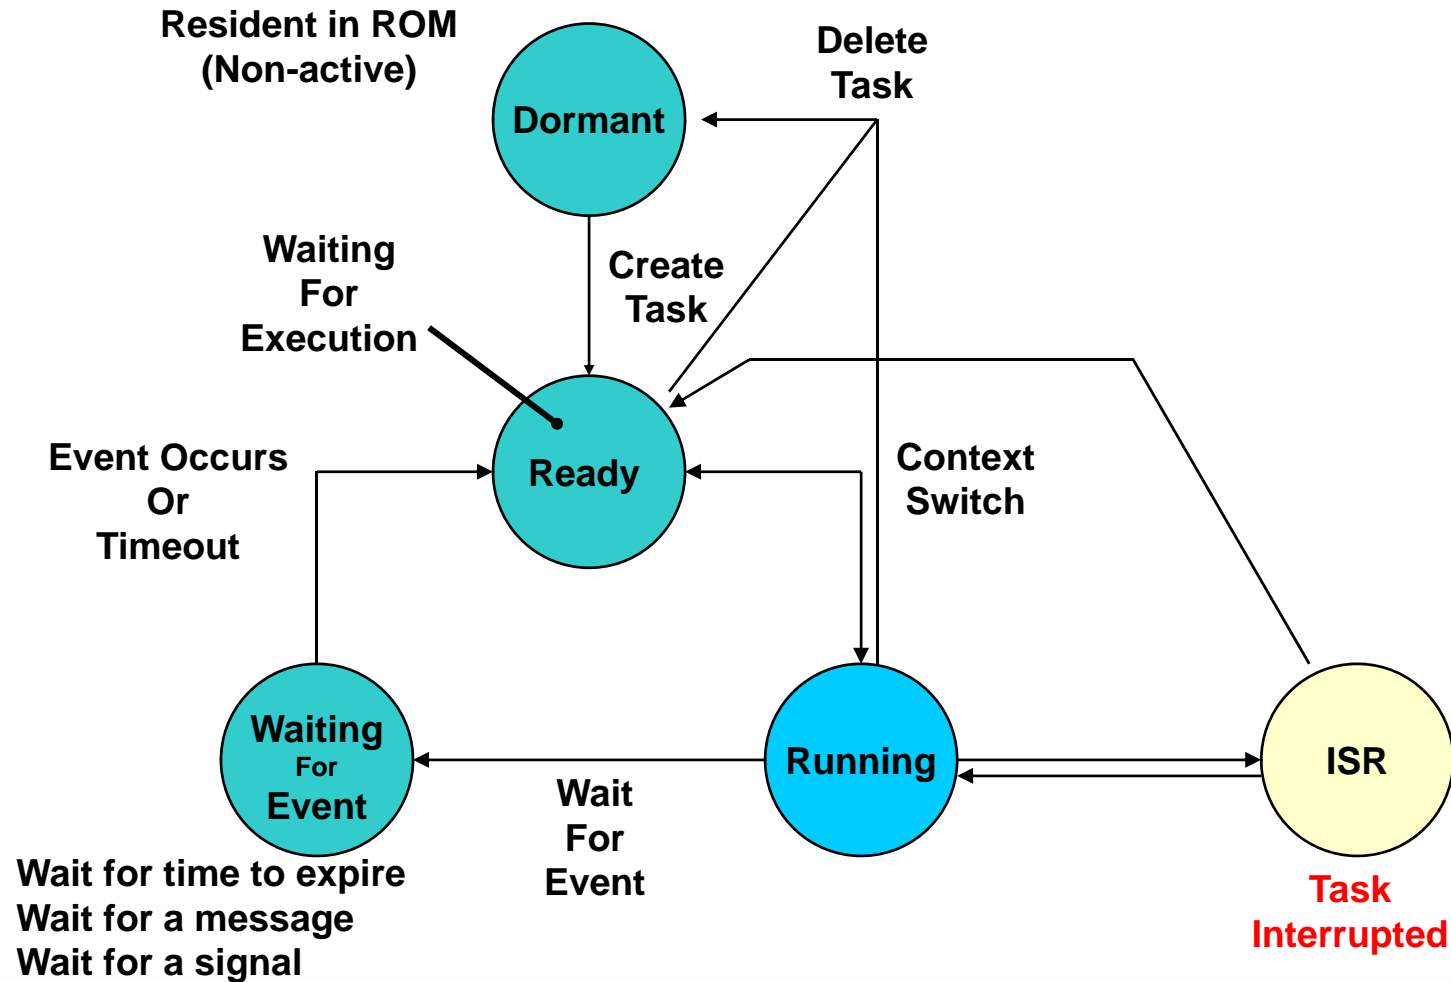 Resident in ROM
(Non-active)
Delete
Task
Dormant
Waiting
For
Execution
Create
Task
Event Occurs
Or
Timeout
Ready
Context
Switch
Waiting
For
Event
Running
ISR
Wait
For
Event
Wait for time to expire
Wait for a message
Wait for a signal
Task
Interrupted